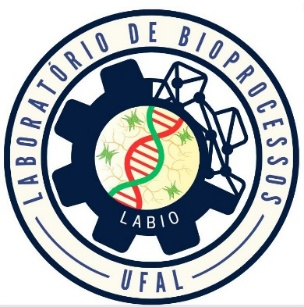 LABORATÓRIO DE BIOPROCESSOS
LABIO
UFAL